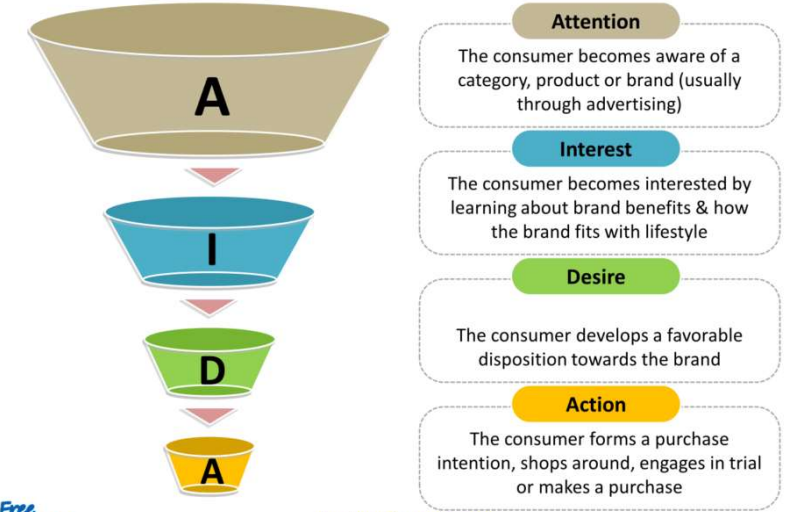 A
Attention
The consumer becomes aware of a
category, product or brand (usually
through advertising)
I
Interest
The consumer becomes interested by
learning about brand benefits & how
the brand fits with lifestyle
D
Desire
The consumer develops a favorable
disposition towards the brand
A
Action
The consumer forms a purchase
intention, shops around, engages in trial
or makes a purchase
Free